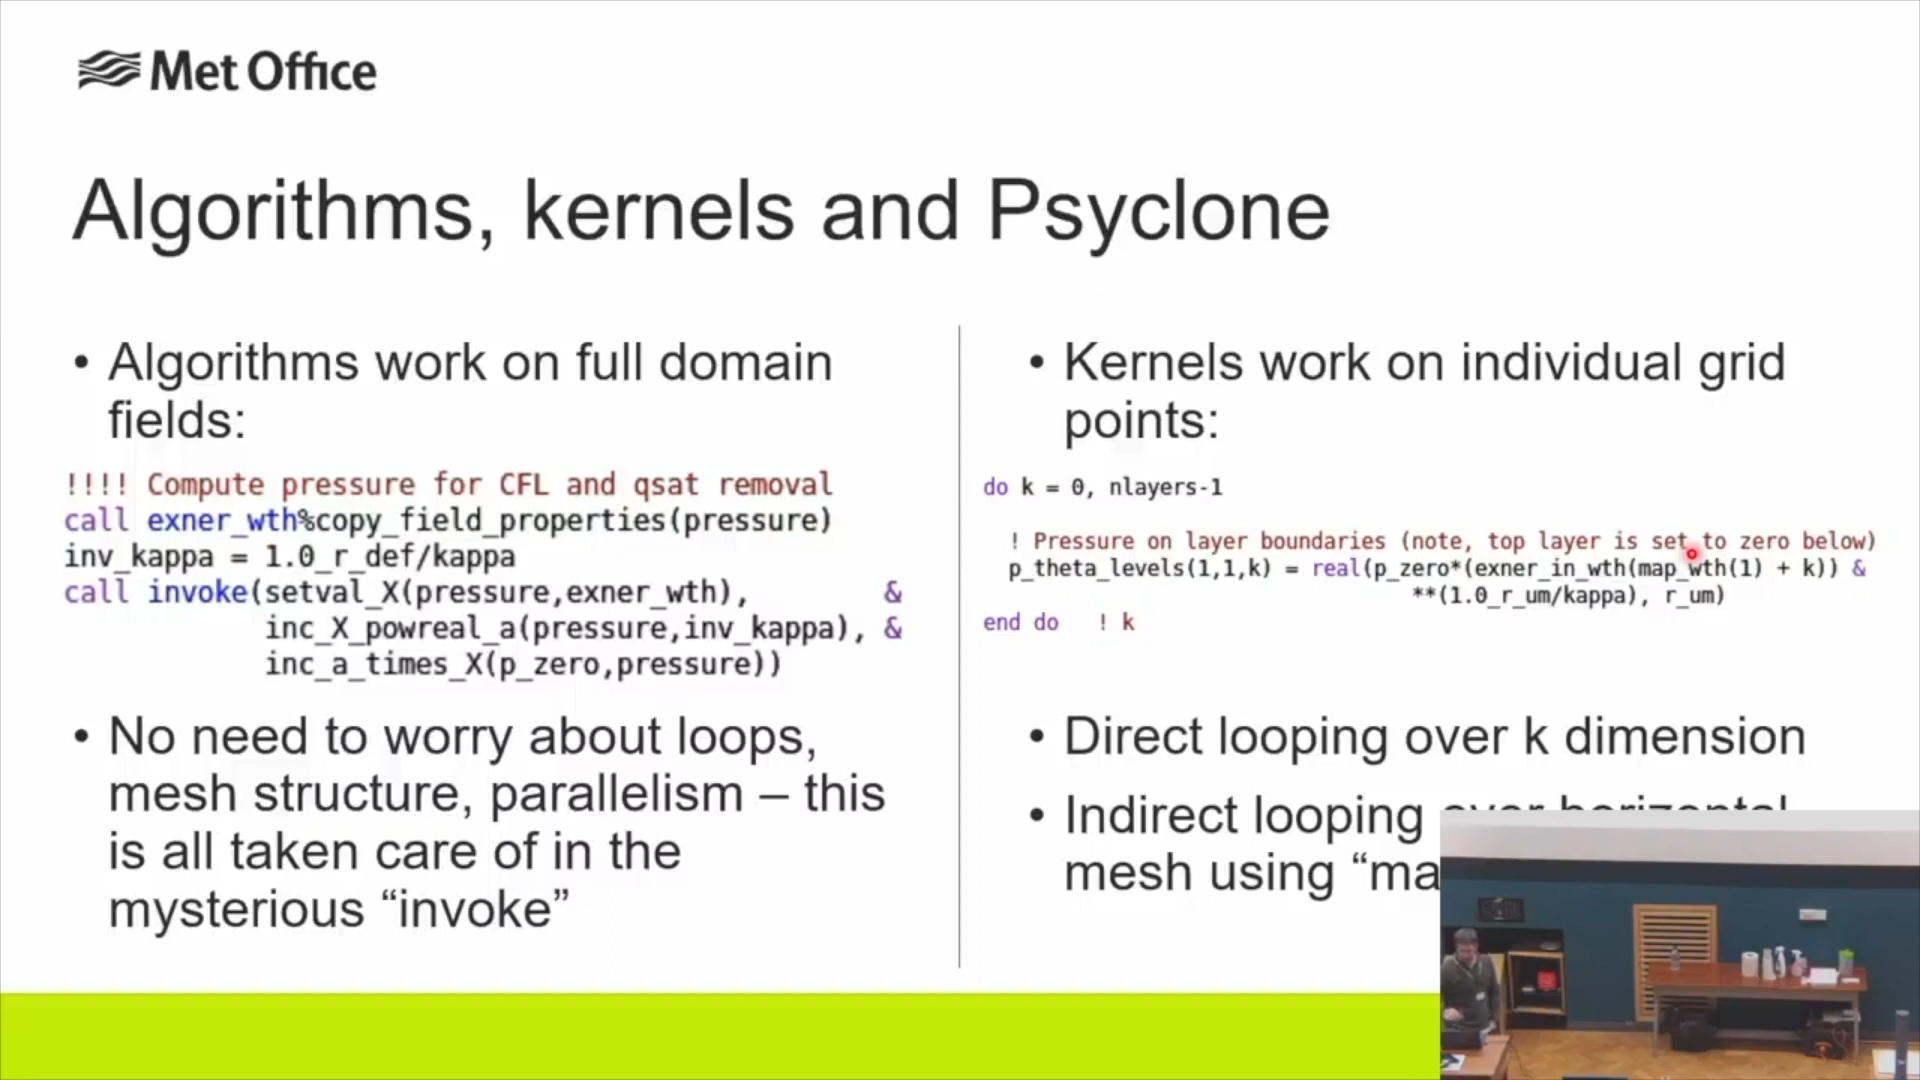 Met Office
Algorithms, kernels and Psyclone
• Algorithms work on full domain
fields:
!!!! Compute pressure for CFL and qsat removal
call exner_wth%copy_field_properties(pressure)
inv_kappa = 1.0_r_def/kappa
call invoke(setval_X(pressure,exner_wth), &
inc_X_powreal_a(pressure,inv_kappa), &
inc_a_times_X(p_zero,pressure))
• No need to worry about loops,
mesh structure, parallelism – this
is all taken care of in the
mysterious “invoke”
• Kernels work on individual grid
points:
do k = 0, nlayers-1
! Pressure on layer boundaries (note, top layer is set to zero below)
p_theta_levels(1,1,k) = real(p_zero*(exner_in_wth(map_wth(1) + k)) &
**(1.0_r_um/kappa), r_um)
end do ! k
• Direct looping over k dimension
• Indirect looping over horizontal
mesh using “ma